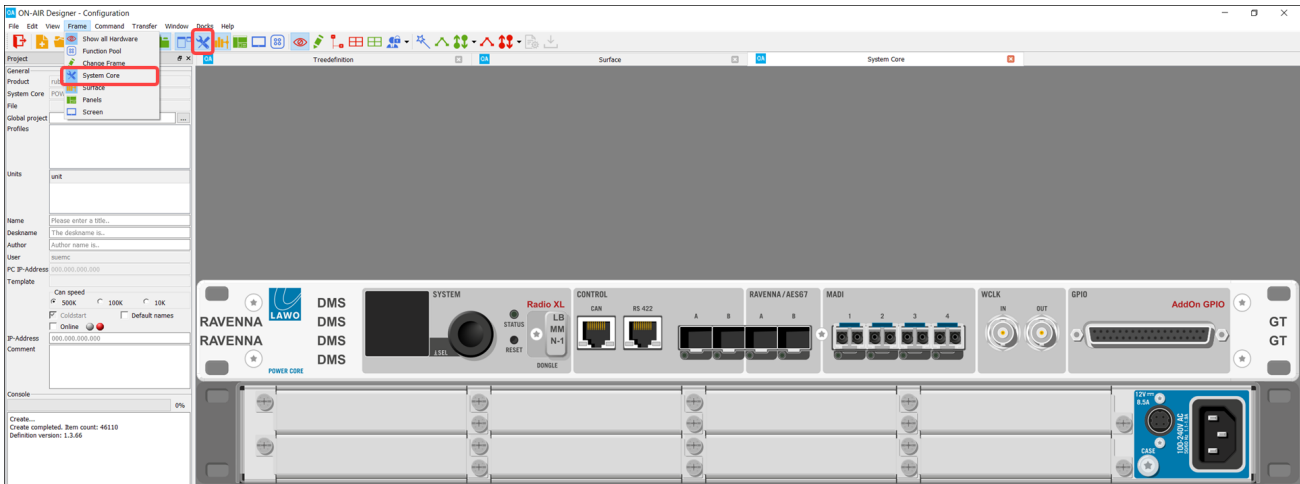 ON-AIR Designer - Configuration
File Edit View Frame Command Transfer Window Docks Help
Show all Hardware
Function Pool
Change Frame
System Core
Surface
Panels
Screen
Treedefinition
Surface
System Core
Project
General
Product
System Core
File
Global project
Profiles
Units unit
Name Please enter a title..
Deskname The deskname is..
Author Author name is..
User suemc
PC IP-Address 000.000.000.000
Template
Can speed
500K 100K 10K
Coldstart Default names
Online
IP-Address 000.000.000.000
Comment
Console
0%
Create...
Create completed. Item count: 46110
Definition version: 1.3.66
LAWO
RAVENNA
RAVENNA
POWER CORE
DMS
DMS
DMS
DMS
SYSTEM
SEL
STATUS
RESET
Radio XL
LB
MM
N-1
DONGLE
CONTROL
CAN RS 422
RAVENNA/AES67
A B A B
MADI
1 2 3 4
WCLK
IN OUT
GPIO
AddOn GPIO
GT
GT
12V
8.5A
CASE
100-240V AC